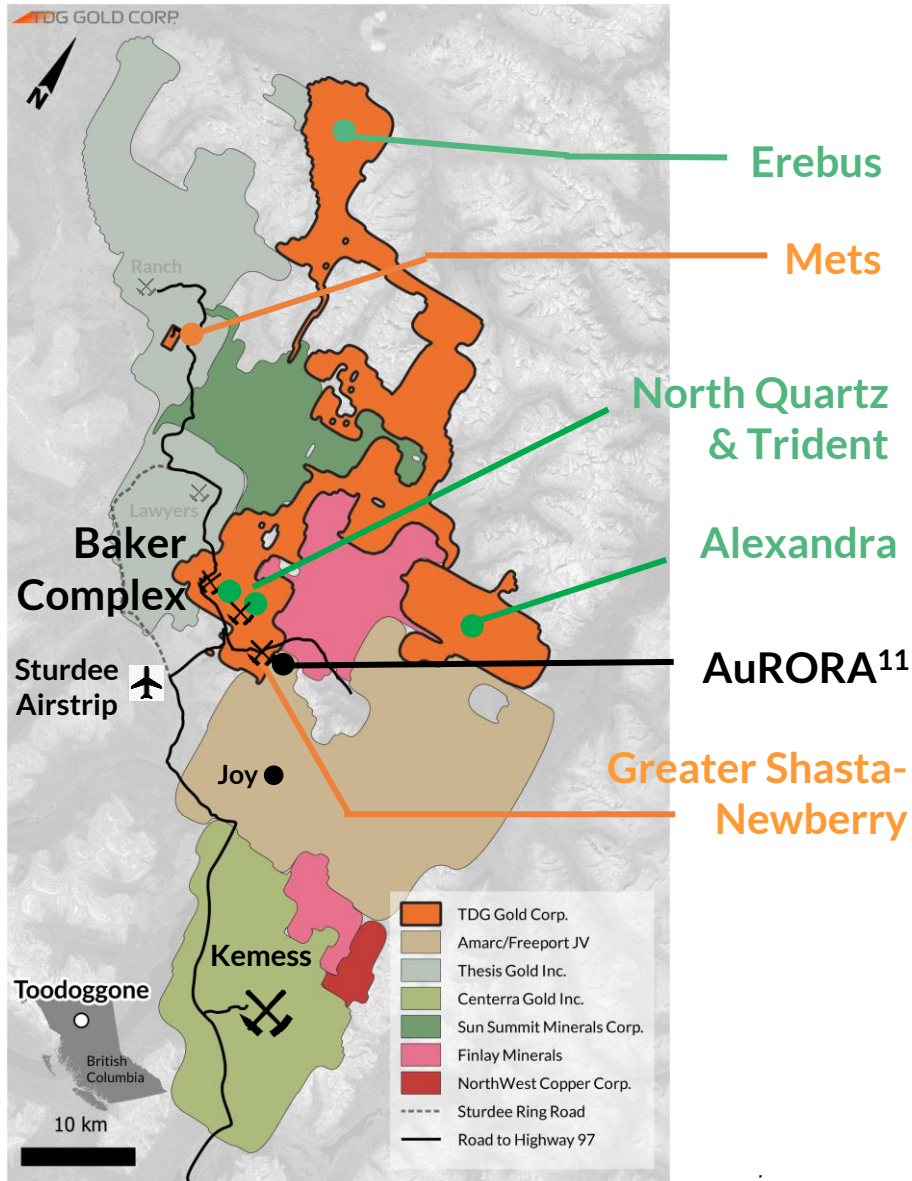 TDG GOLD CORP.
N
Erebus
Mets
Ranch
North Quartz
& Trident
Lawyers
Alexandra
Baker
Complex
AuRORA¹¹
Sturdee
Airstrip
Joy
Greater Shasta-
Newberry
Kemess
Toodoggone
British
Columbia
10 km
TDG Gold Corp.
Amarc/Freeport JV
Thesis Gold Inc.
Centerra Gold Inc.
Sun Summit Minerals Corp.
Finlay Minerals
NorthWest Copper Corp.
Sturdee Ring Road
Road to Highway 97
.